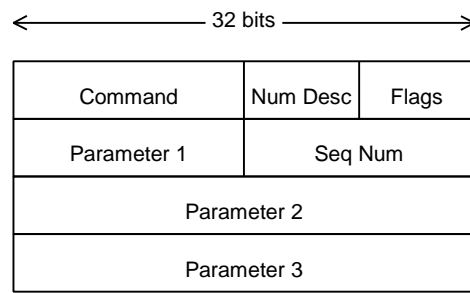 32 bits
Command Num Desc Flags
Parameter 1 Seq Num
Parameter 2
Parameter 3